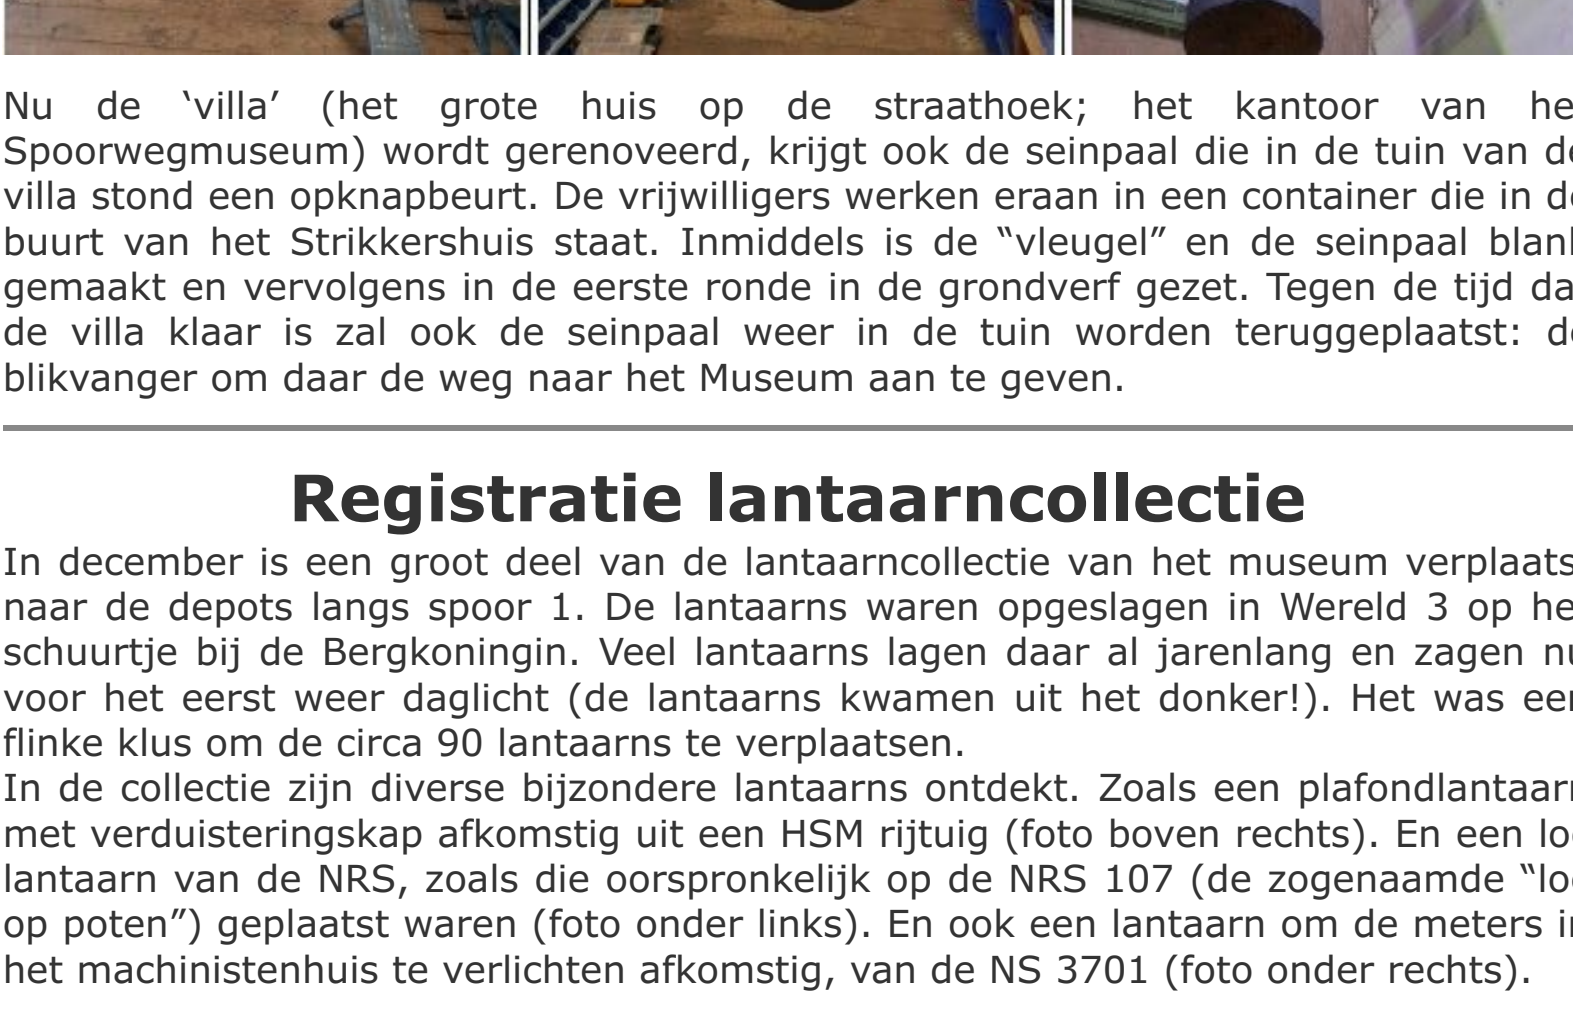 Nu de ‘villa’ (het grote huis op de straathoek; het kantoor van he
Spoorwegmuseum) wordt gerenoveerd, krijgt ook de seinpaal die in de tuin van de
villa stond een opknapbeurt. De vrijwilligers werken eraan in een container die in de
buurt van het Strikkershuis staat. Inmiddels is de “vleugel” en de seinpaal blank
gemaakt en vervolgens in de eerste ronde in de grondverf gezet. Tegen de tijd da
de villa klaar is zal ook de seinpaal weer in de tuin worden teruggeplaatst: de
blikvanger om daar de weg naar het Museum aan te geven.
Registratie lantaarncollectie
In december is een groot deel van de lantaarncollectie van het museum verplaats
naar de depots langs spoor 1. De lantaarns waren opgeslagen in Wereld 3 op he
schuurtje bij de Bergkoningin. Veel lantaarns lagen daar al jarenlang en zagen nu
voor het eerst weer daglicht (de lantaarns kwamen uit het donker!). Het was een
flinke klus om de circa 90 lantaarns te verplaatsen.
In de collectie zijn diverse bijzondere lantaarns ontdekt. Zoals een plafondlantaarn
met verduisteringskap afkomstig uit een HSM rijtuig (foto boven rechts). En een loc
lantaarn van de NRS, zoals die oorspronkelijk op de NRS 107 (de zogenaamde “loc
op poten”) geplaatst waren (foto onder links). En ook een lantaarn om de meters in
het machinistenhuis te verlichten afkomstig, van de NS 3701 (foto onder rechts).